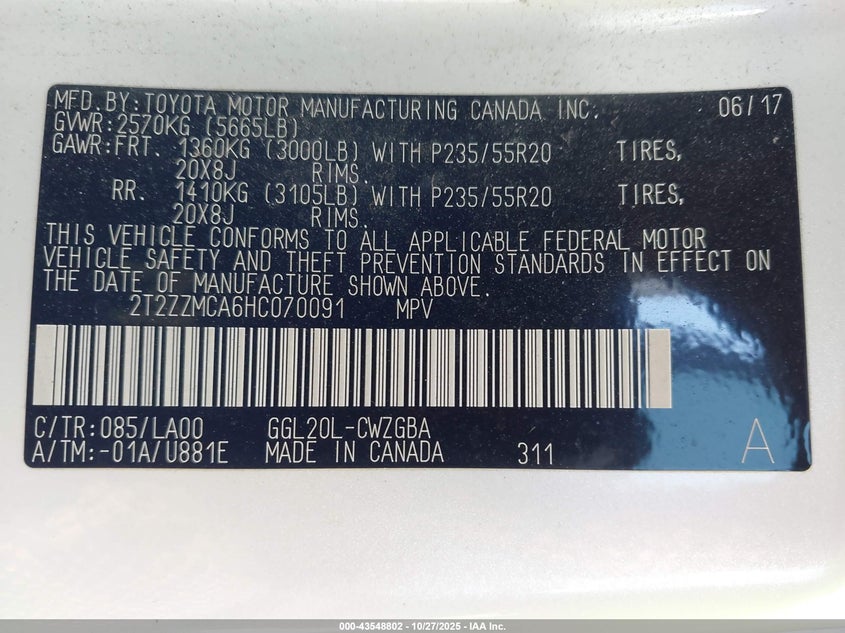 MFD.BY:TOYOTA MOTOR MANUFACTURING CANADA INC. 06/17
GVWR:2570KG (5665LB)
GAWR:FRT. 1360KG (3000LB) WITH P235/55R20 TIRES,
20X8J RIMS.
RR. 1410KG (3105LB) WITH P235/55R20 TIRES,
20X8J RIMS.
THIS VEHICLE CONFORMS TO ALL APPLICABLE FEDERAL MOTOR
VEHICLE SAFETY AND THEFT PREVENTION STANDARDS IN EFFECT ON
THE DATE OF MANUFACTURE SHOWN ABOVE.
2T2ZZMCA6HC070091 MPV
C/TR:085/LA00 GGL20L-CWZGBA
A/TM:-01A/U881E MADE IN CANADA 311 A
000-43548802 - 10/27/2025 - IAA Inc.